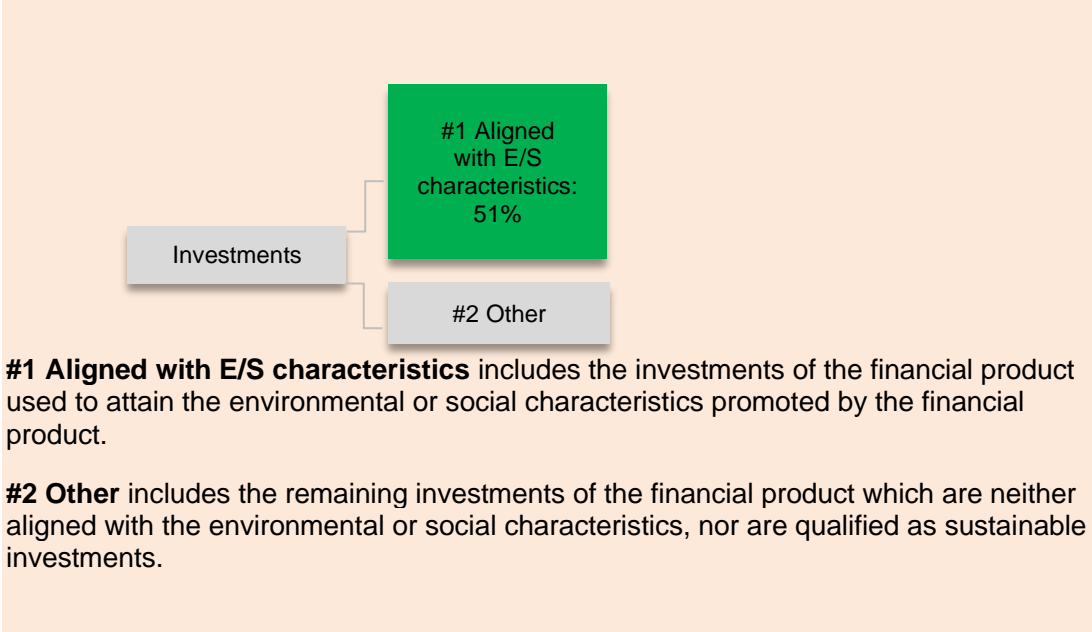 #1 Aligned
with E/S
characteristics:
51%
Investments
#2 Other
#1 Aligned with E/S characteristics includes the investments of the financial product
used to attain the environmental or social characteristics promoted by the financial
product.
#2 Other includes the remaining investments of the financial product which are neither
aligned with the environmental or social characteristics, nor are qualified as sustainable
investments.